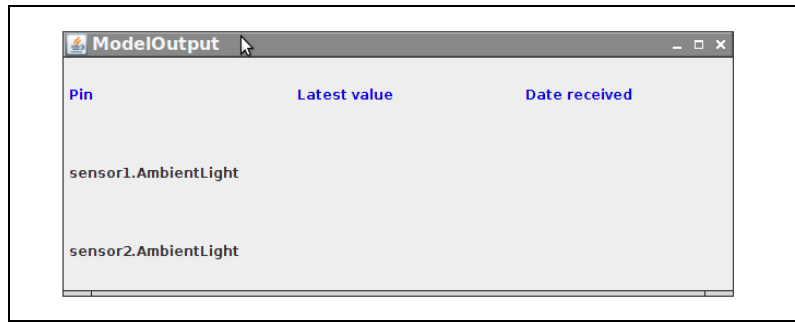 ModelOutput
Pin Latest value Date received
sensor1.AmbientLight
sensor2.AmbientLight